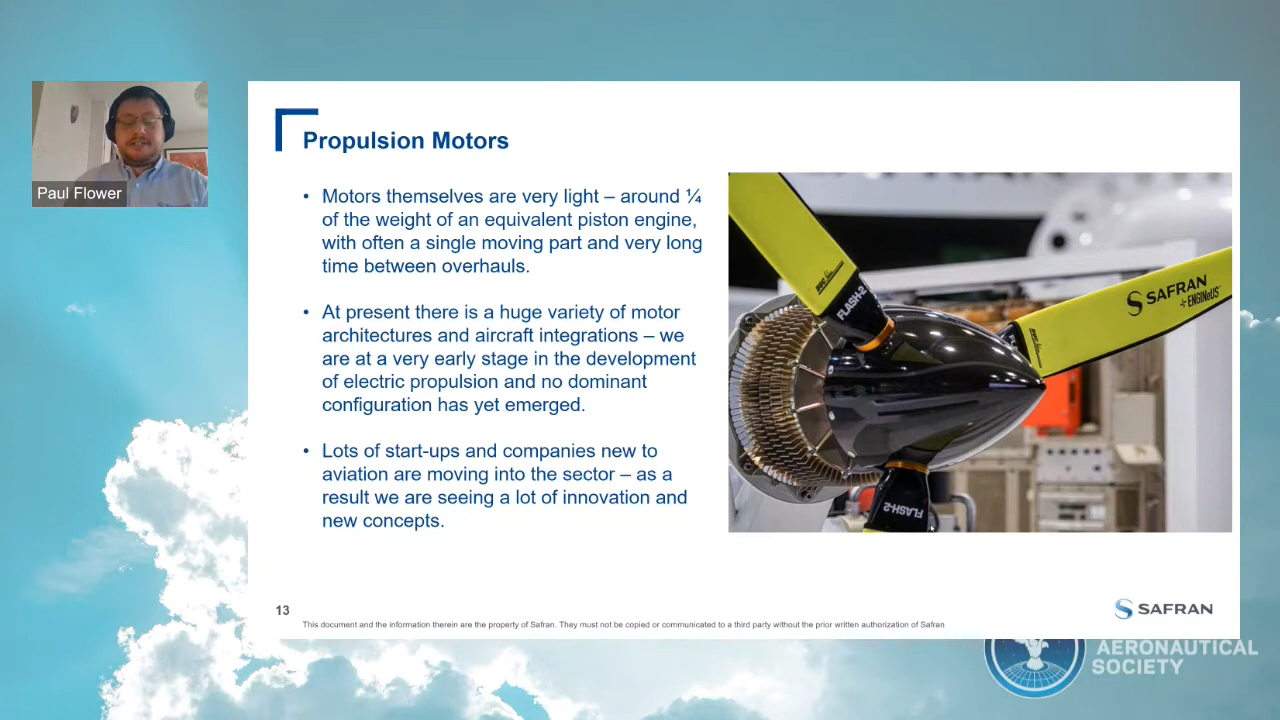 Paul Flower
Propulsion Motors
• Motors themselves are very light – around ¼
of the weight of an equivalent piston engine,
with often a single moving part and very long
time between overhauls.
• At present there is a huge variety of motor
architectures and aircraft integrations – we
are at a very early stage in the development
of electric propulsion and no dominant
configuration has yet emerged.
• Lots of start-ups and companies new to
aviation are moving into the sector – as a
result we are seeing a lot of innovation and
new concepts.
FLASH-2
SAFRAN
ENGINeUS
FLASH-2
13
SAFRAN
This document and the information therein are the property of Safran. They must not be copied or communicated to a third party without the prior written authorization of Safran
AERONAUTICAL
SOCIETY